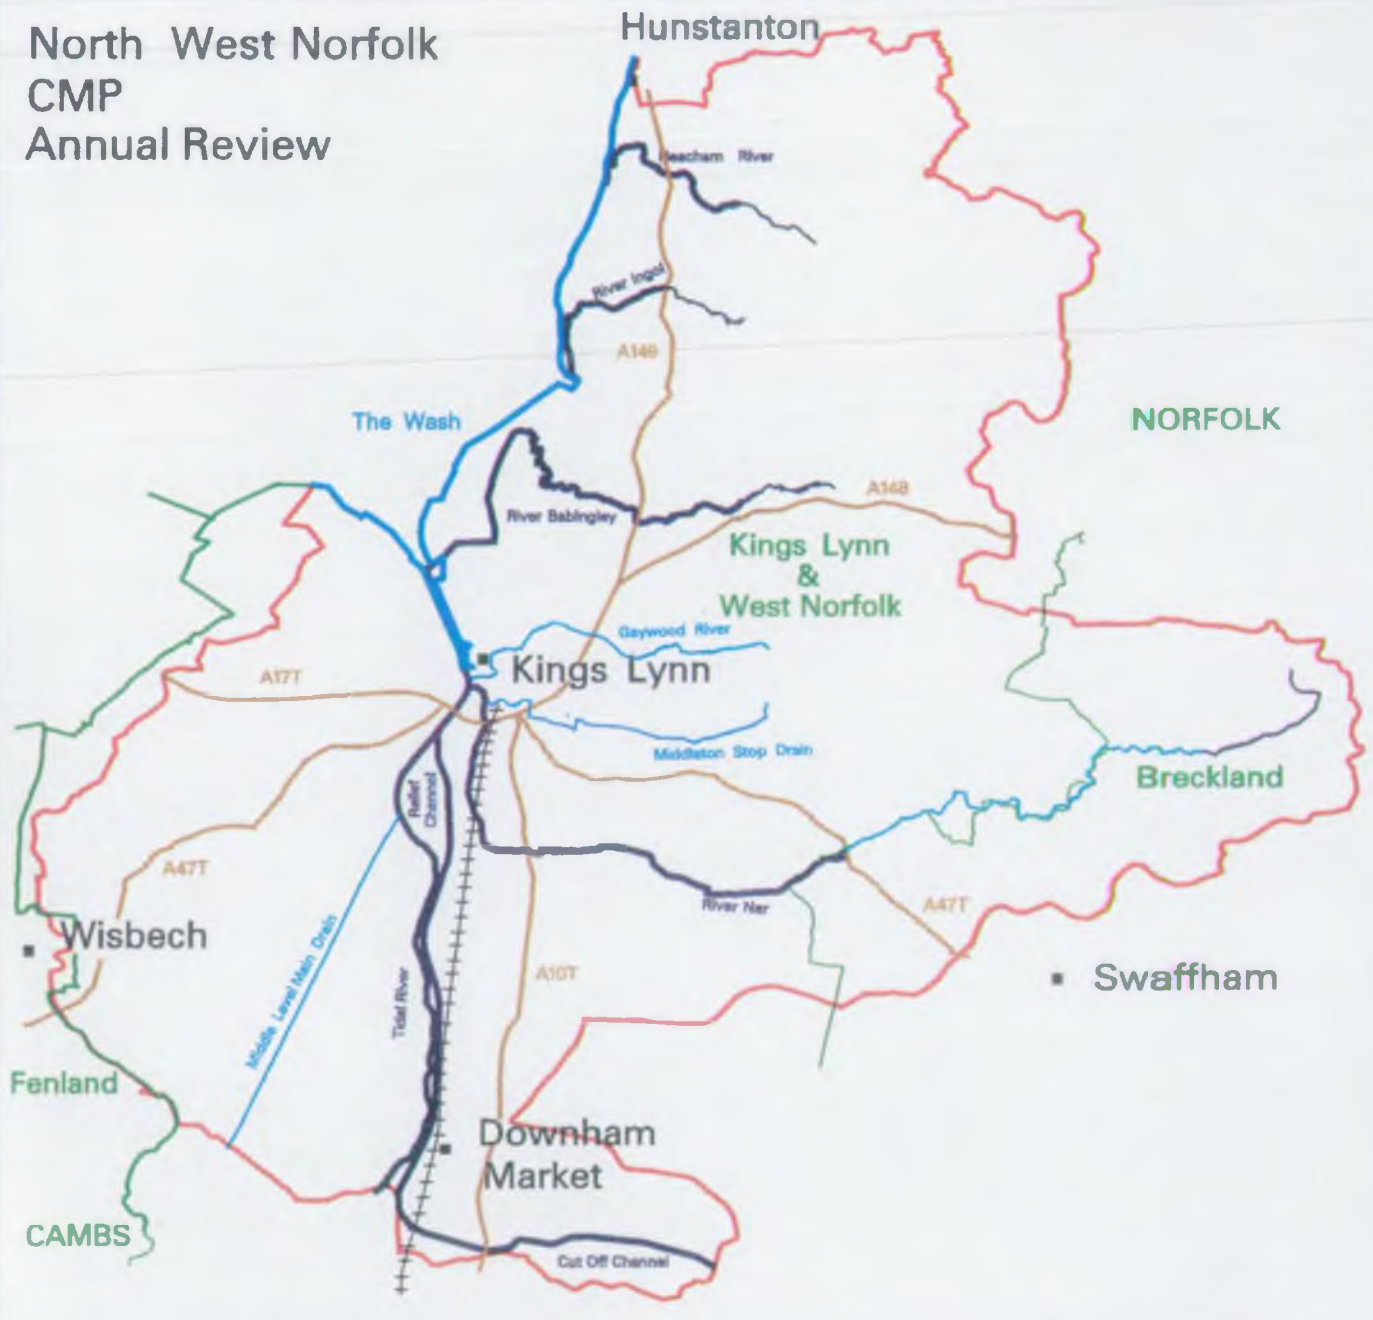 North West Norfolk
CMP
Annual Review
Hunstanton
Heacham River
River Ingol
A149
The Wash
NORFOLK
A148
River Babingley
Kings Lynn
&
West Norfolk
Gaywood River
Kings Lynn
A17T
Middleton Stop Drain
Breckland
Relief
Channel
A47T
River Nar
A47T
Wisbech
Middle Level Main Drain
Tidal River
A10T
Swaffham
Fenland
Downham
Market
CAMBS
Cut Off Channel